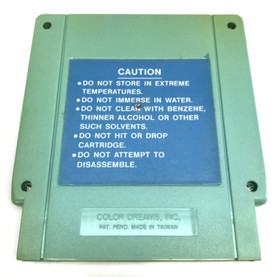 CAUTION
• DO NOT STORE IN EXTREME
TEMPERATURES.
• DO NOT IMMERSE IN WATER.
• DO NOT CLEAN WITH BENZENE,
THINNER ALCOHOL OR OTHER
SUCH SOLVENTS.
• DO NOT HIT OR DROP
CARTRIDGE.
• DO NOT ATTEMPT TO
DISASSEMBLE.
COLOR DREAMS, INC.
PAT. PEND. MADE IN TAIWAN